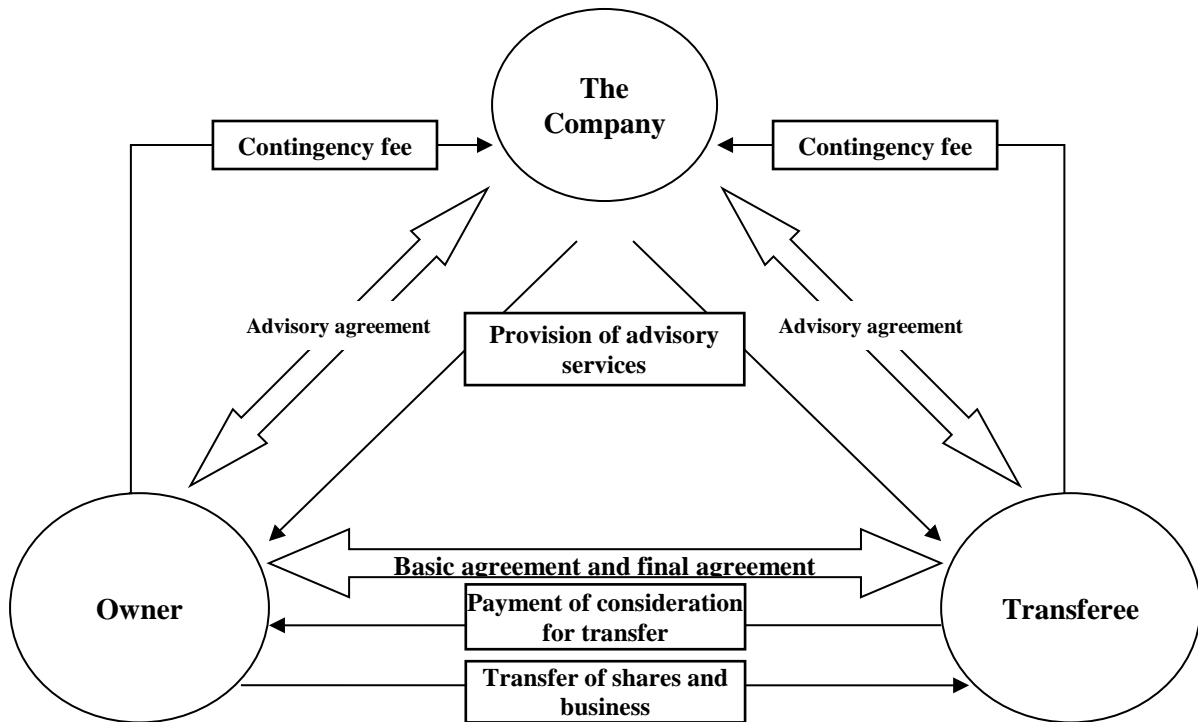 The
Company
Contingency fee
Contingency fee
Advisory agreement
Provision of advisory
services
Advisory agreement
Basic agreement and final agreement
Owner
Payment of consideration
for transfer
Transferee
Transfer of shares and
business